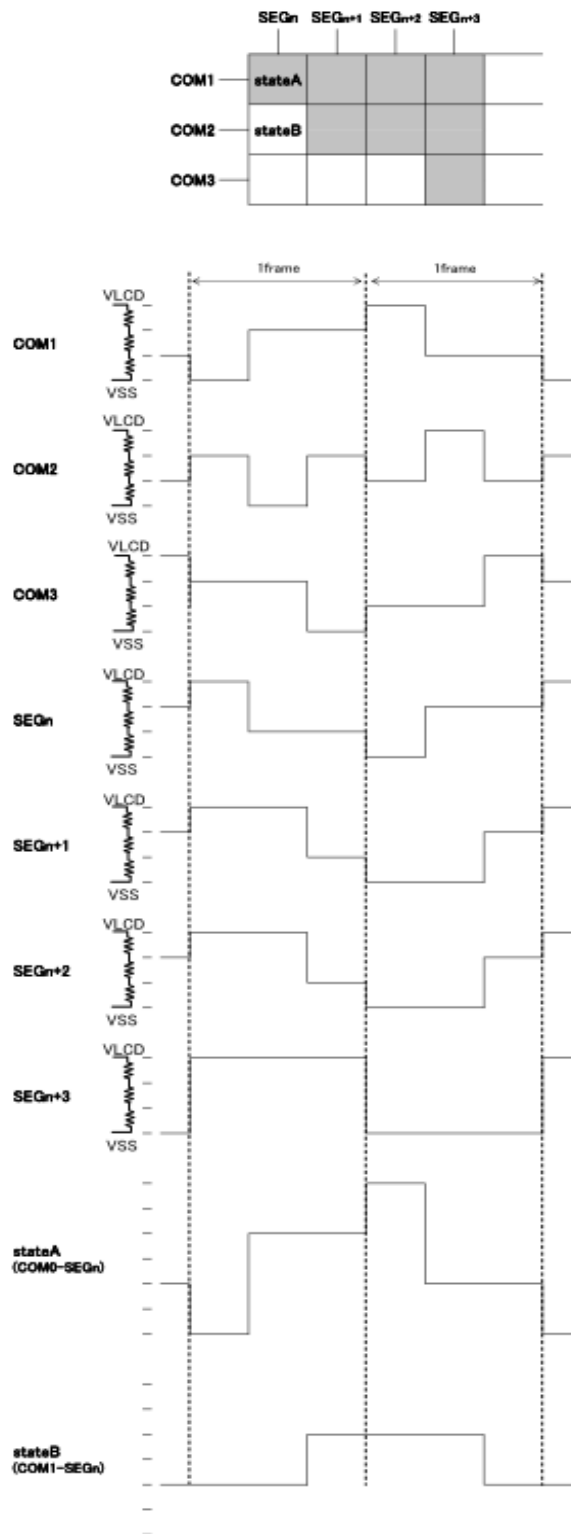 SEGn SEGn+1 SEGn+2 SEGn+3
COM1 stateA
COM2 stateB
COM3
1frame 1frame
VLCD
COM1
VSS
VLCD
COM2
VSS
VLCD
COM3
VSS
VLCD
SEGn
VSS
VLCD
SEGn+1
VSS
VLCD
SEGn+2
VSS
VLCD
SEGn+3
VSS
stateA
(COM0-SEGn)
stateB
(COM1-SEGn)